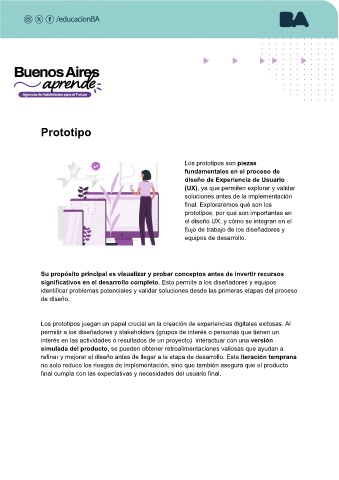 /educacionBA
BA
Buenos Aires
aprende
Agencia de Habilidades para el Futuro
Prototipo
Los prototipos son piezas
fundamentales en el proceso de
diseño de Experiencia de Usuario
(UX), ya que permiten explorar y validar
soluciones antes de la implementación
final. Exploraremos qué son los
prototipos, por qué son importantes en
el diseño UX, y cómo se integran en el
flujo de trabajo de los diseñadores y
equipos de desarrollo.
Su propósito principal es visualizar y probar conceptos antes de invertir recursos
significativos en el desarrollo completo. Esto permite a los diseñadores y equipos
identificar problemas potenciales y validar soluciones desde las primeras etapas del proceso
de diseño.
Los prototipos juegan un papel crucial en la creación de experiencias digitales exitosas. Al
permitir a los diseñadores y stakeholders (grupos de interés o personas que tienen un
interés en las actividades o resultados de un proyecto) interactuar con una versión
simulada del producto, se pueden obtener retroalimentaciones valiosas que ayudan a
refinar y mejorar el diseño antes de llegar a la etapa de desarrollo. Esta iteración temprana
no solo reduce los riesgos de implementación, sino que también asegura que el producto
final cumpla con las expectativas y necesidades del usuario final.